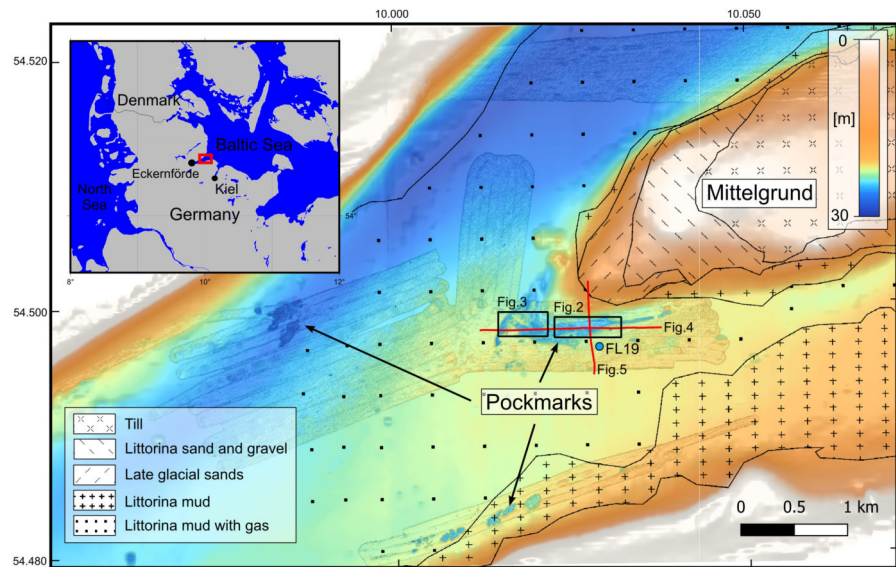 10.000
10.050
54.520
54.500
54.480
Denmark
Baltic Sea
Eckernförde
Kiel
North
Sea
Germany
54°
8°
10°
12°
0
[m]
30
Mittelgrund
Fig.3
Fig.2
Fig.4
FL19
Fig.5
Pockmarks
Till
Littorina sand and gravel
Late glacial sands
Littorina mud
Littorina mud with gas
0
0.5
1 km